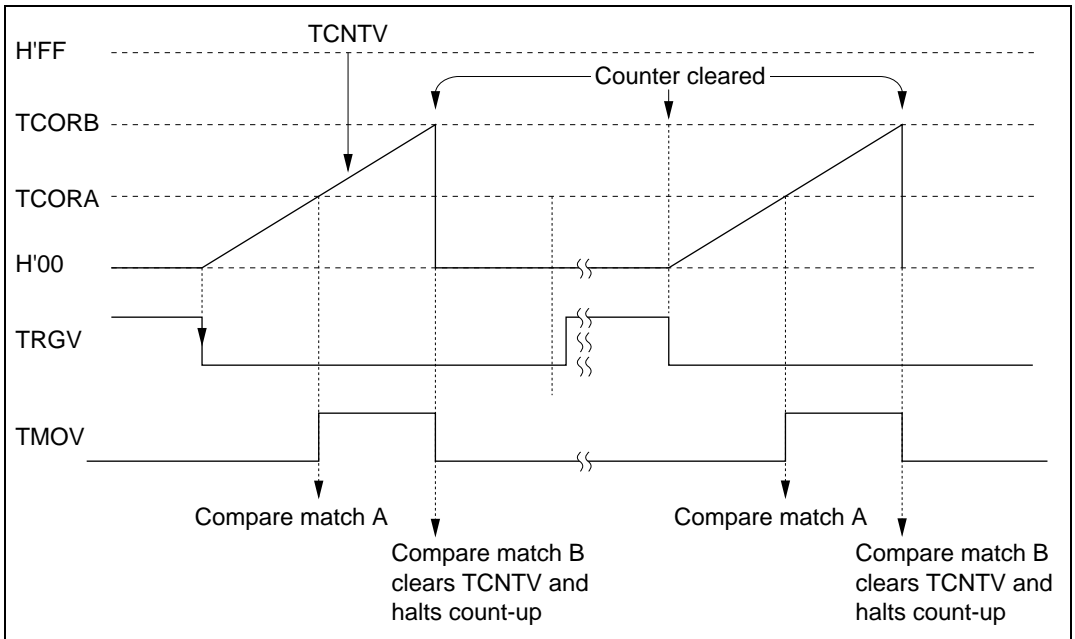 TCNTV
H'FF
Counter cleared
TCORB
TCORA
H'00
TRGV
TMOV
Compare match A
Compare match A
Compare match B
clears TCNTV and
halts count-up
Compare match B
clears TCNTV and
halts count-up